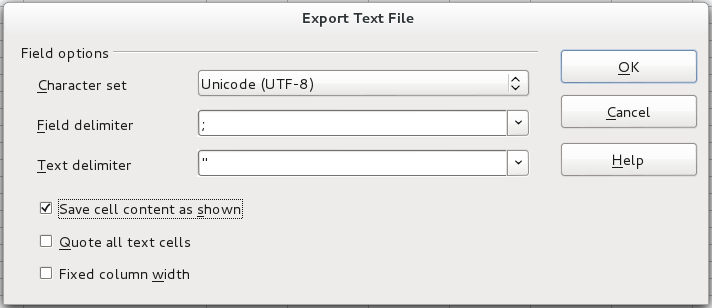 Export Text File
Field options
Character set Unicode (UTF-8)
Field delimiter ;
Text delimiter "
Save cell content as shown
Quote all text cells
Fixed column width
OK
Cancel
Help